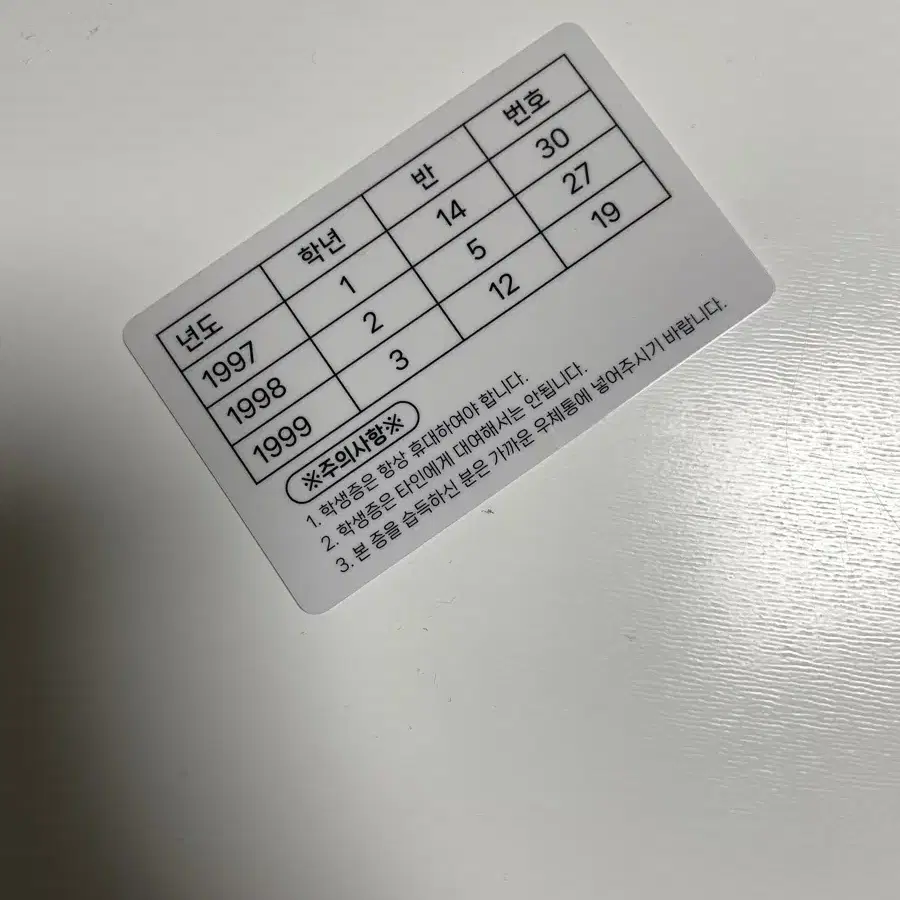 년도 학년 반 번호
1997 1 14 30
1998 2 5 27
1999 3 12 19
※주의사항※
1. 학생증은 항상 휴대하여야 합니다.
2. 학생증은 타인에게 대여해서는 안됩니다.
3. 본 증을 습득하신 분은 가까운 우체통에 넣어주시기 바랍니다.